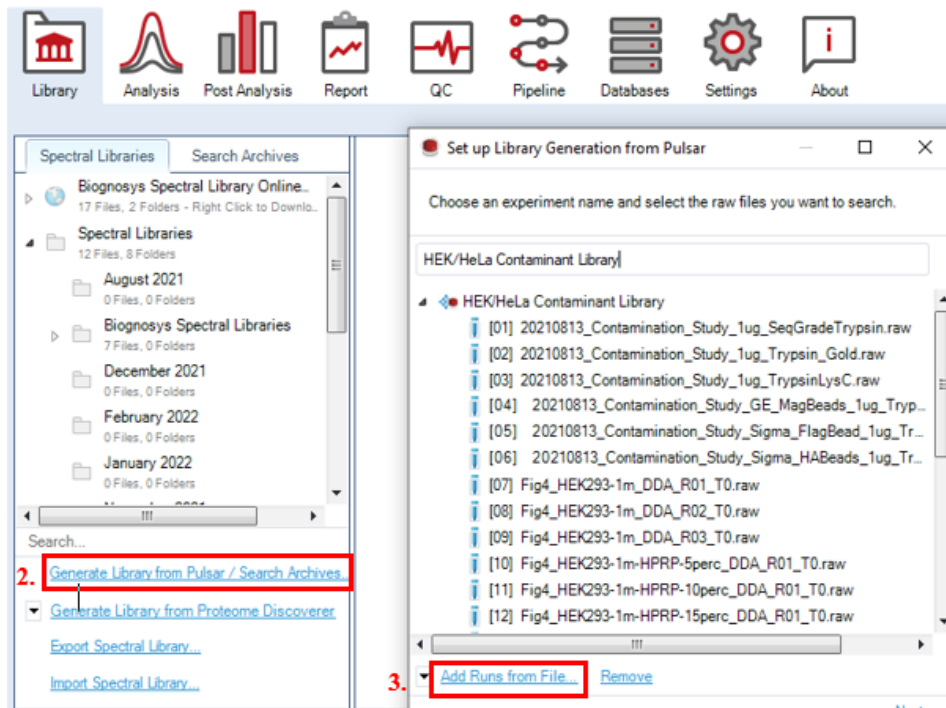 Library
Analysis
Post Analysis
Report
QC
Pipeline
Databases
Settings
About
Spectral Libraries
Search Archives
Biognosys Spectral Library Online..
17 Files, 2 Folders - Right Click to Downlo..
Spectral Libraries
12 Files, 8 Folders
August 2021
0 Files, 0 Folders
Biognosys Spectral Libraries
7 Files, 0 Folders
December 2021
0 Files, 0 Folders
February 2022
0 Files, 0 Folders
January 2022
0 Files, 0 Folders
Search...
2. Generate Library from Pulsar / Search Archives..
Generate Library from Proteome Discoverer
Export Spectral Library...
Import Spectral Library...
Set up Library Generation from Pulsar
Choose an experiment name and select the raw files you want to search.
HEK/HeLa Contaminant Library
HEK/HeLa Contaminant Library
[01] 20210813_Contamination_Study_1ug_SeqGradeTrypsin.raw
[02] 20210813_Contamination_Study_1ug_Trypsin_Gold.raw
[03] 20210813_Contamination_Study_1ug_TrypsinLysC.raw
[04] 20210813_Contamination_Study_GE_MagBeads_1ug_Tryp...
[05] 20210813_Contamination_Study_Sigma_FlagBead_1ug_Tr...
[06] 20210813_Contamination_Study_Sigma_HABeads_1ug_Tr...
[07] Fig4_HEK293-1m_DDA_R01_T0.raw
[08] Fig4_HEK293-1m_DDA_R02_T0.raw
[09] Fig4_HEK293-1m_DDA_R03_T0.raw
[10] Fig4_HEK293-1m-HPRP-5perc_DDA_R01_T0.raw
[11] Fig4_HEK293-1m-HPRP-10perc_DDA_R01_T0.raw
[12] Fig4_HEK293-1m-HPRP-15perc_DDA_R01_T0.raw
3. Add Runs from File... Remove